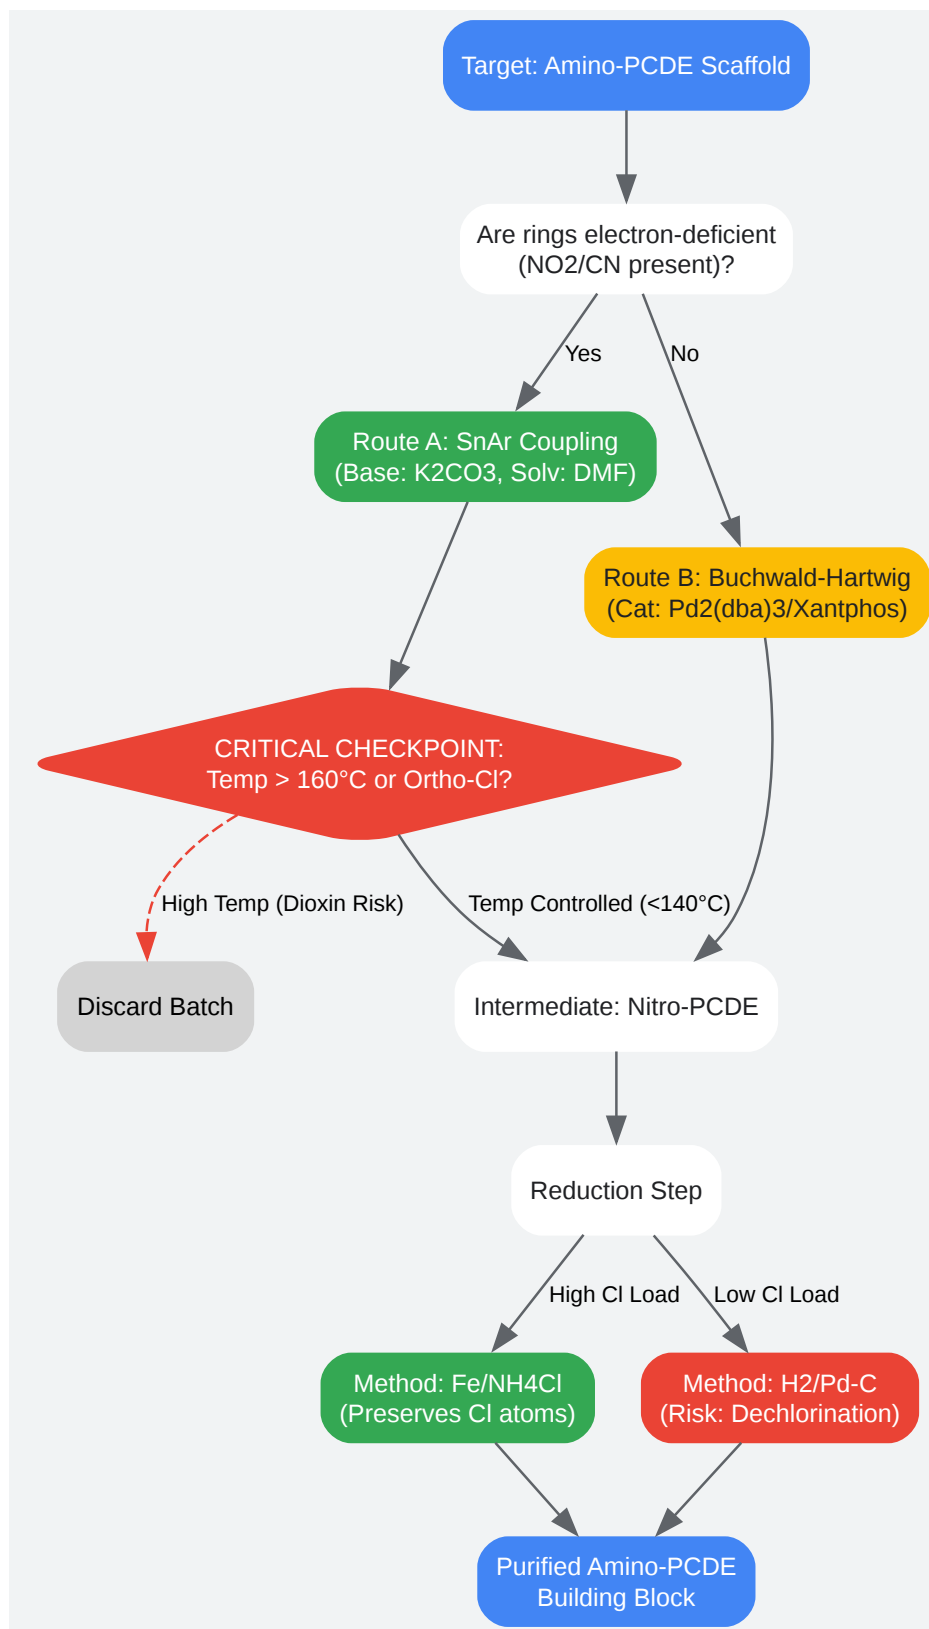 Target: Amino-PCDE Scaffold
Are rings electron-deficient
(NO2/CN present)?
Yes
No
Route A: SnAr Coupling
(Base: K2CO3, Solv: DMF)
Route B: Buchwald-Hartwig
(Cat: Pd2(dba)3/Xantphos)
CRITICAL CHECKPOINT:
Temp > 160°C or Ortho-Cl?
High Temp (Dioxin Risk)
Temp Controlled (<140°C)
Discard Batch
Intermediate: Nitro-PCDE
Reduction Step
High Cl Load
Low Cl Load
Method: Fe/NH4Cl
(Preserves Cl atoms)
Method: H2/Pd-C
(Risk: Dechlorination)
Purified Amino-PCDE
Building Block